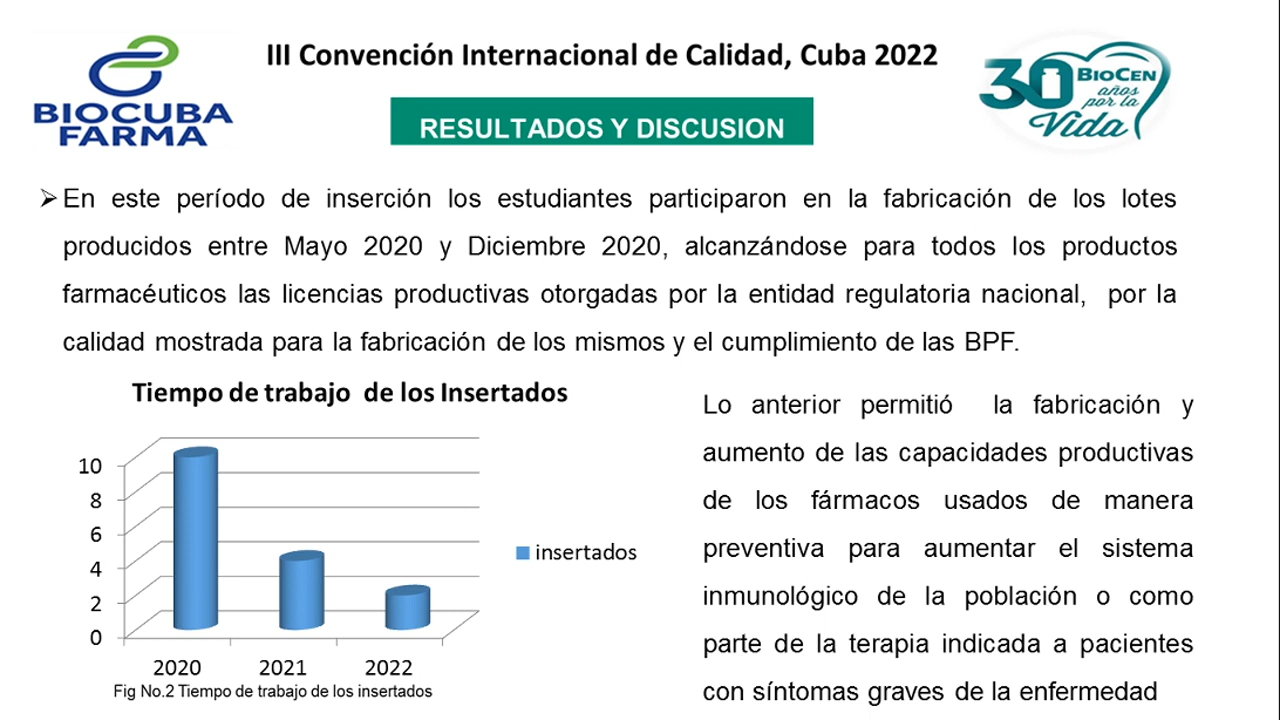 BIOCUBA
FARMA
III Convención Internacional de Calidad, Cuba 2022
30 BIOCEN
años
por la
Vida
RESULTADOS Y DISCUSION
En este período de inserción los estudiantes participaron en la fabricación de los lotes
producidos entre Mayo 2020 y Diciembre 2020, alcanzándose para todos los productos
farmacéuticos las licencias productivas otorgadas por la entidad regulatoria nacional, por la
calidad mostrada para la fabricación de los mismos y el cumplimiento de las BPF.
Tiempo de trabajo de los Insertados
10
8
6
4
2
0
2020 2021 2022
insertados
Fig No.2 Tiempo de trabajo de los insertados
Lo anterior permitió la fabricación y
aumento de las capacidades productivas
de los fármacos usados de manera
preventiva para aumentar el sistema
inmunológico de la población o como
parte de la terapia indicada a pacientes
con síntomas graves de la enfermedad